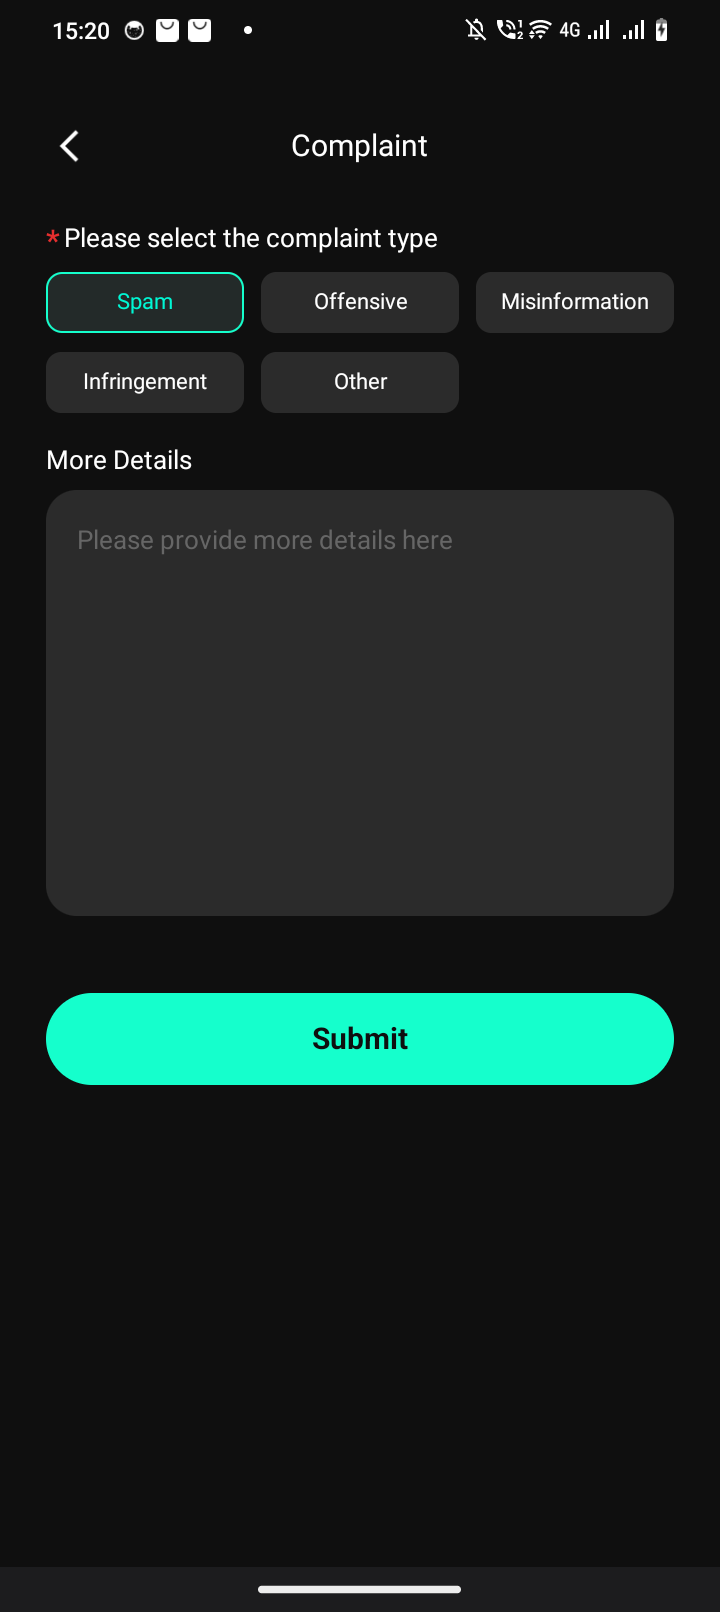 15:20
4G
Complaint
* Please select the complaint type
Spam Offensive Misinformation
Infringement Other
More Details
Please provide more details here
Submit